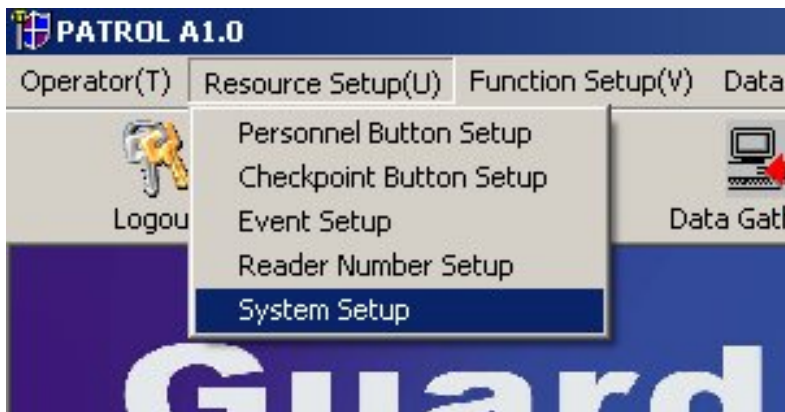 PATROL A1.0
Operator(T) Resource Setup(U) Function Setup(V) Data
Personnel Button Setup
Checkpoint Button Setup
Logou Event Setup Data Gat
Reader Number Setup
System Setup
Guard